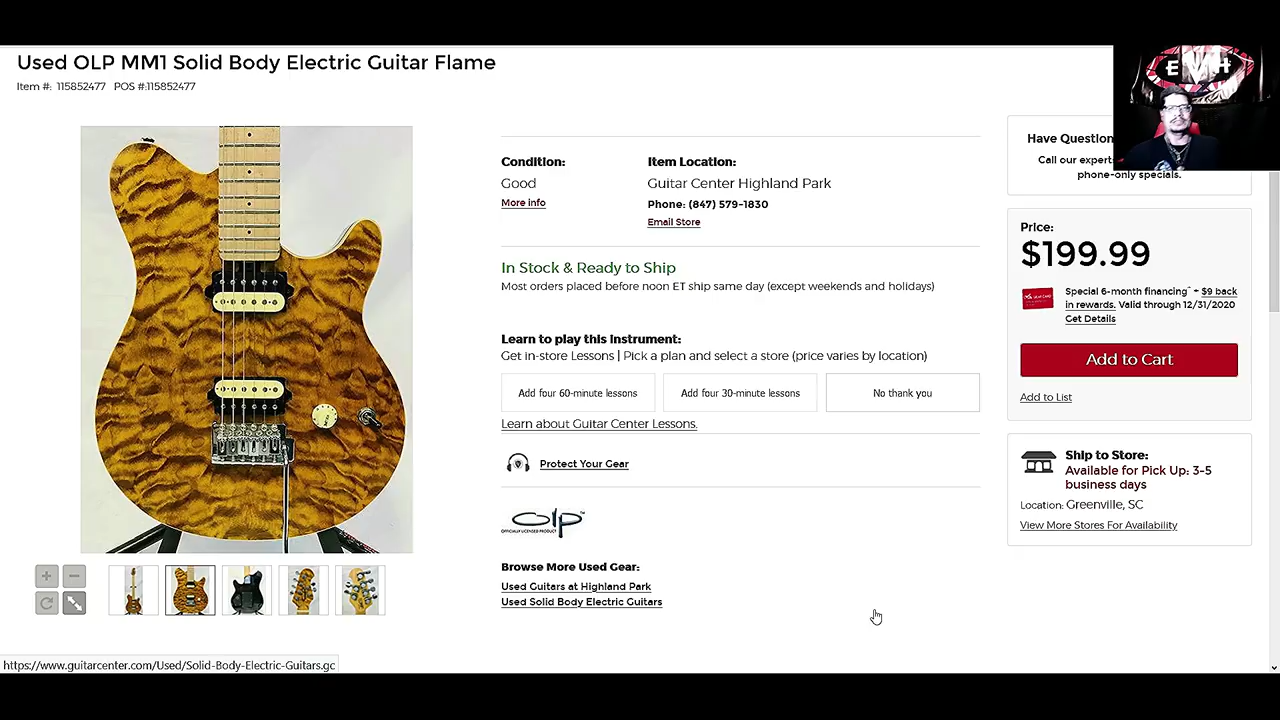 Used OLP MM1 Solid Body Electric Guitar Flame
Item #: 115852477 POS #:115852477
EVH
Condition:
Good
More info
Item Location:
Guitar Center Highland Park
Phone: (847) 579-1830
Email Store
In Stock & Ready to Ship
Most orders placed before noon ET ship same day (except weekends and holidays)
Learn to play this instrument:
Get in-store Lessons | Pick a plan and select a store (price varies by location)
Add four 60-minute lessons
Add four 30-minute lessons
No thank you
Learn about Guitar Center Lessons.
Protect Your Gear
olp
OFFICIALLY LICENSED PRODUCT
Browse More Used Gear:
Used Guitars at Highland Park
Used Solid Body Electric Guitars
Have
Call our
phone-only specials.
Price:
$199.99
Special 6-month financing^ + $9 back
in rewards. Valid through 12/31/2020
Get Details
Add to Cart
Add to List
Ship to Store:
Available for Pick Up: 3-5
business days
Location: Greenville, SC
View More Stores For Availability
https://www.guitarcenter.com/Used/Solid-Body-Electric-Guitars.gc